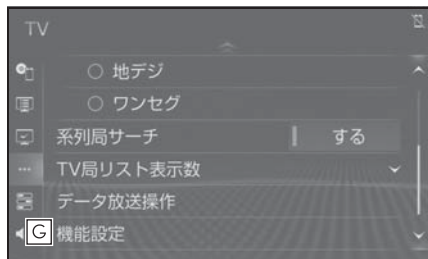 TV
○ 地デジ
○ ワンセグ
系列局サーチ する
TV局リスト表示数
データ放送操作
G 機能設定